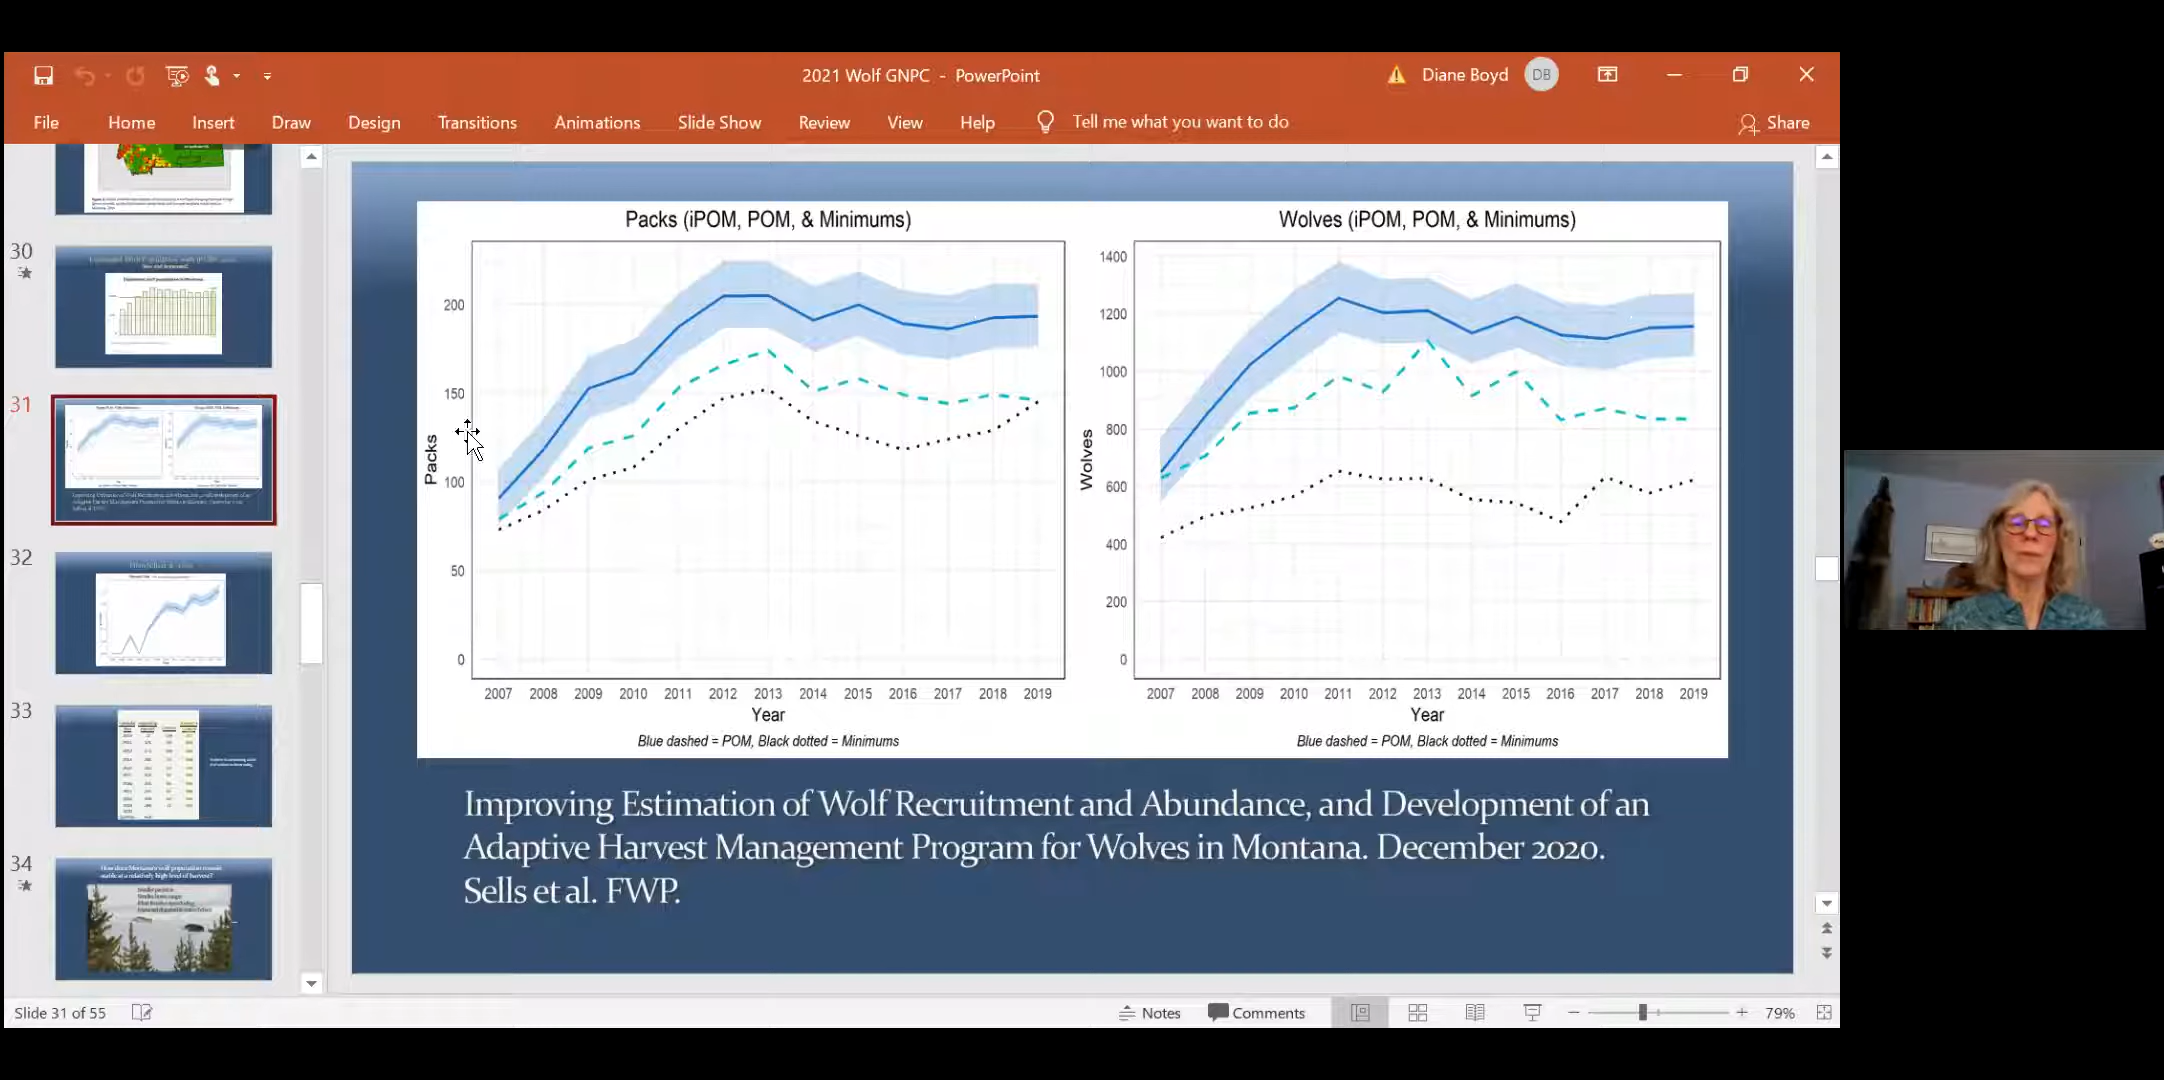 2021 Wolf GNPC - PowerPoint
Diane Boyd
DB
File Home Insert Draw Design Transitions Animations Slide Show Review View Help Tell me what you want to do
Share
30
31
32
33
34
Packs (iPOM, POM, & Minimums)
200
150
100
50
0
Packs
2007 2008 2009 2010 2011 2012 2013 2014 2015 2016 2017 2018 2019
Year
Blue dashed = POM, Black dotted = Minimums
Wolves (iPOM, POM, & Minimums)
1400
1200
1000
800
600
400
200
0
Wolves
2007 2008 2009 2010 2011 2012 2013 2014 2015 2016 2017 2018 2019
Year
Blue dashed = POM, Black dotted = Minimums
Improving Estimation of Wolf Recruitment and Abundance, and Development of an
Adaptive Harvest Management Program for Wolves in Montana. December 2020.
Sells et al. FWP.
Slide 31 of 55
Notes
Comments
79%